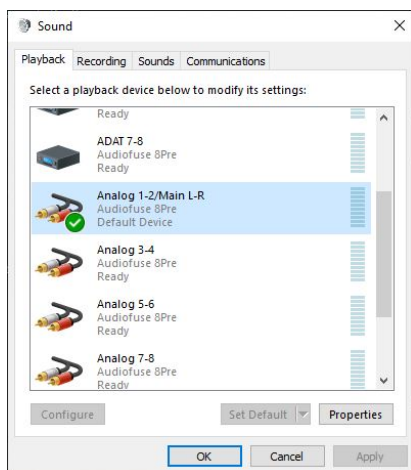 Sound
Playback Recording Sounds Communications
Select a playback device below to modify its settings:
Ready
ADAT 7-8
Audiofuse 8Pre
Ready
Analog 1-2/Main L-R
Audiofuse 8Pre
Default Device
Analog 3-4
Audiofuse 8Pre
Ready
Analog 5-6
Audiofuse 8Pre
Ready
Analog 7-8
Audiofuse 8Pre
Ready
Configure Set Default Properties
OK Cancel Apply